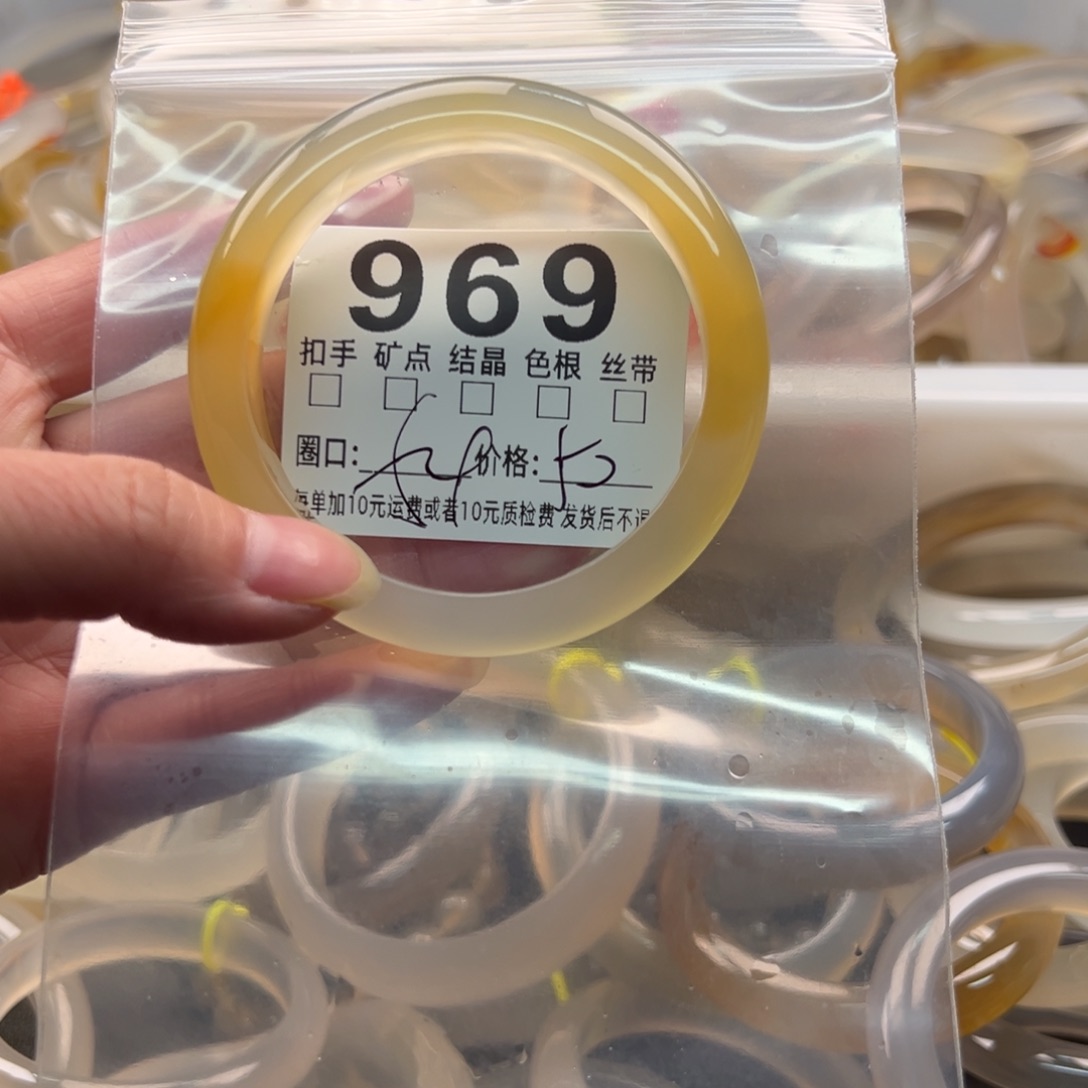 969
扣手 矿点 结晶 色根 丝带
圈口: 价格:
每单加10元运费或者10元质检费 发货后不退